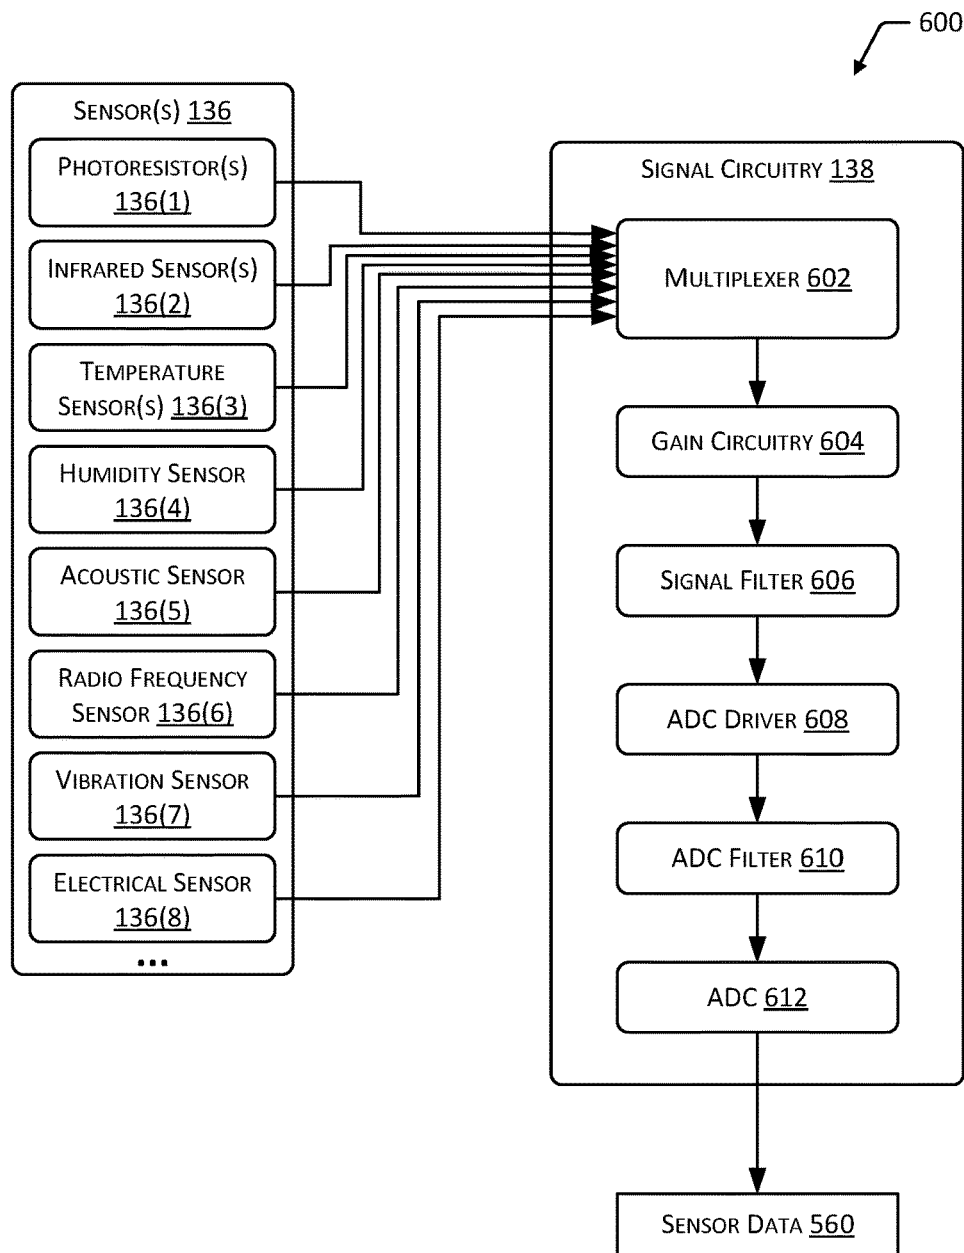 600
SENSOR(S) 136
PHOTORESISTOR(S)
136(1)
INFRARED SENSOR(S)
136(2)
TEMPERATURE
SENSOR(S) 136(3)
HUMIDITY SENSOR
136(4)
ACOUSTIC SENSOR
136(5)
RADIO FREQUENCY
SENSOR 136(6)
VIBRATION SENSOR
136(7)
ELECTRICAL SENSOR
136(8)
...
SIGNAL CIRCUITRY 138
MULTIPLEXER 602
GAIN CIRCUITRY 604
SIGNAL FILTER 606
ADC DRIVER 608
ADC FILTER 610
ADC 612
SENSOR DATA 560